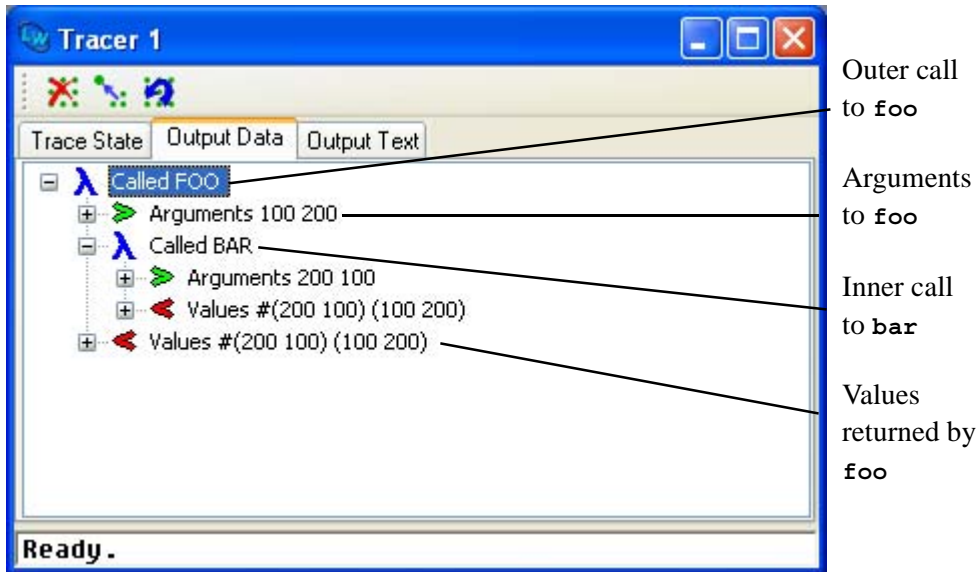 Tracer 1
Trace State Output Data Output Text
Called FOO
Arguments 100 200
Called BAR
Arguments 200 100
Values #(200 100) (100 200)
Values #(200 100) (100 200)
Ready.
Outer call
to foo
Arguments
to foo
Inner call
to bar
Values
returned by
foo